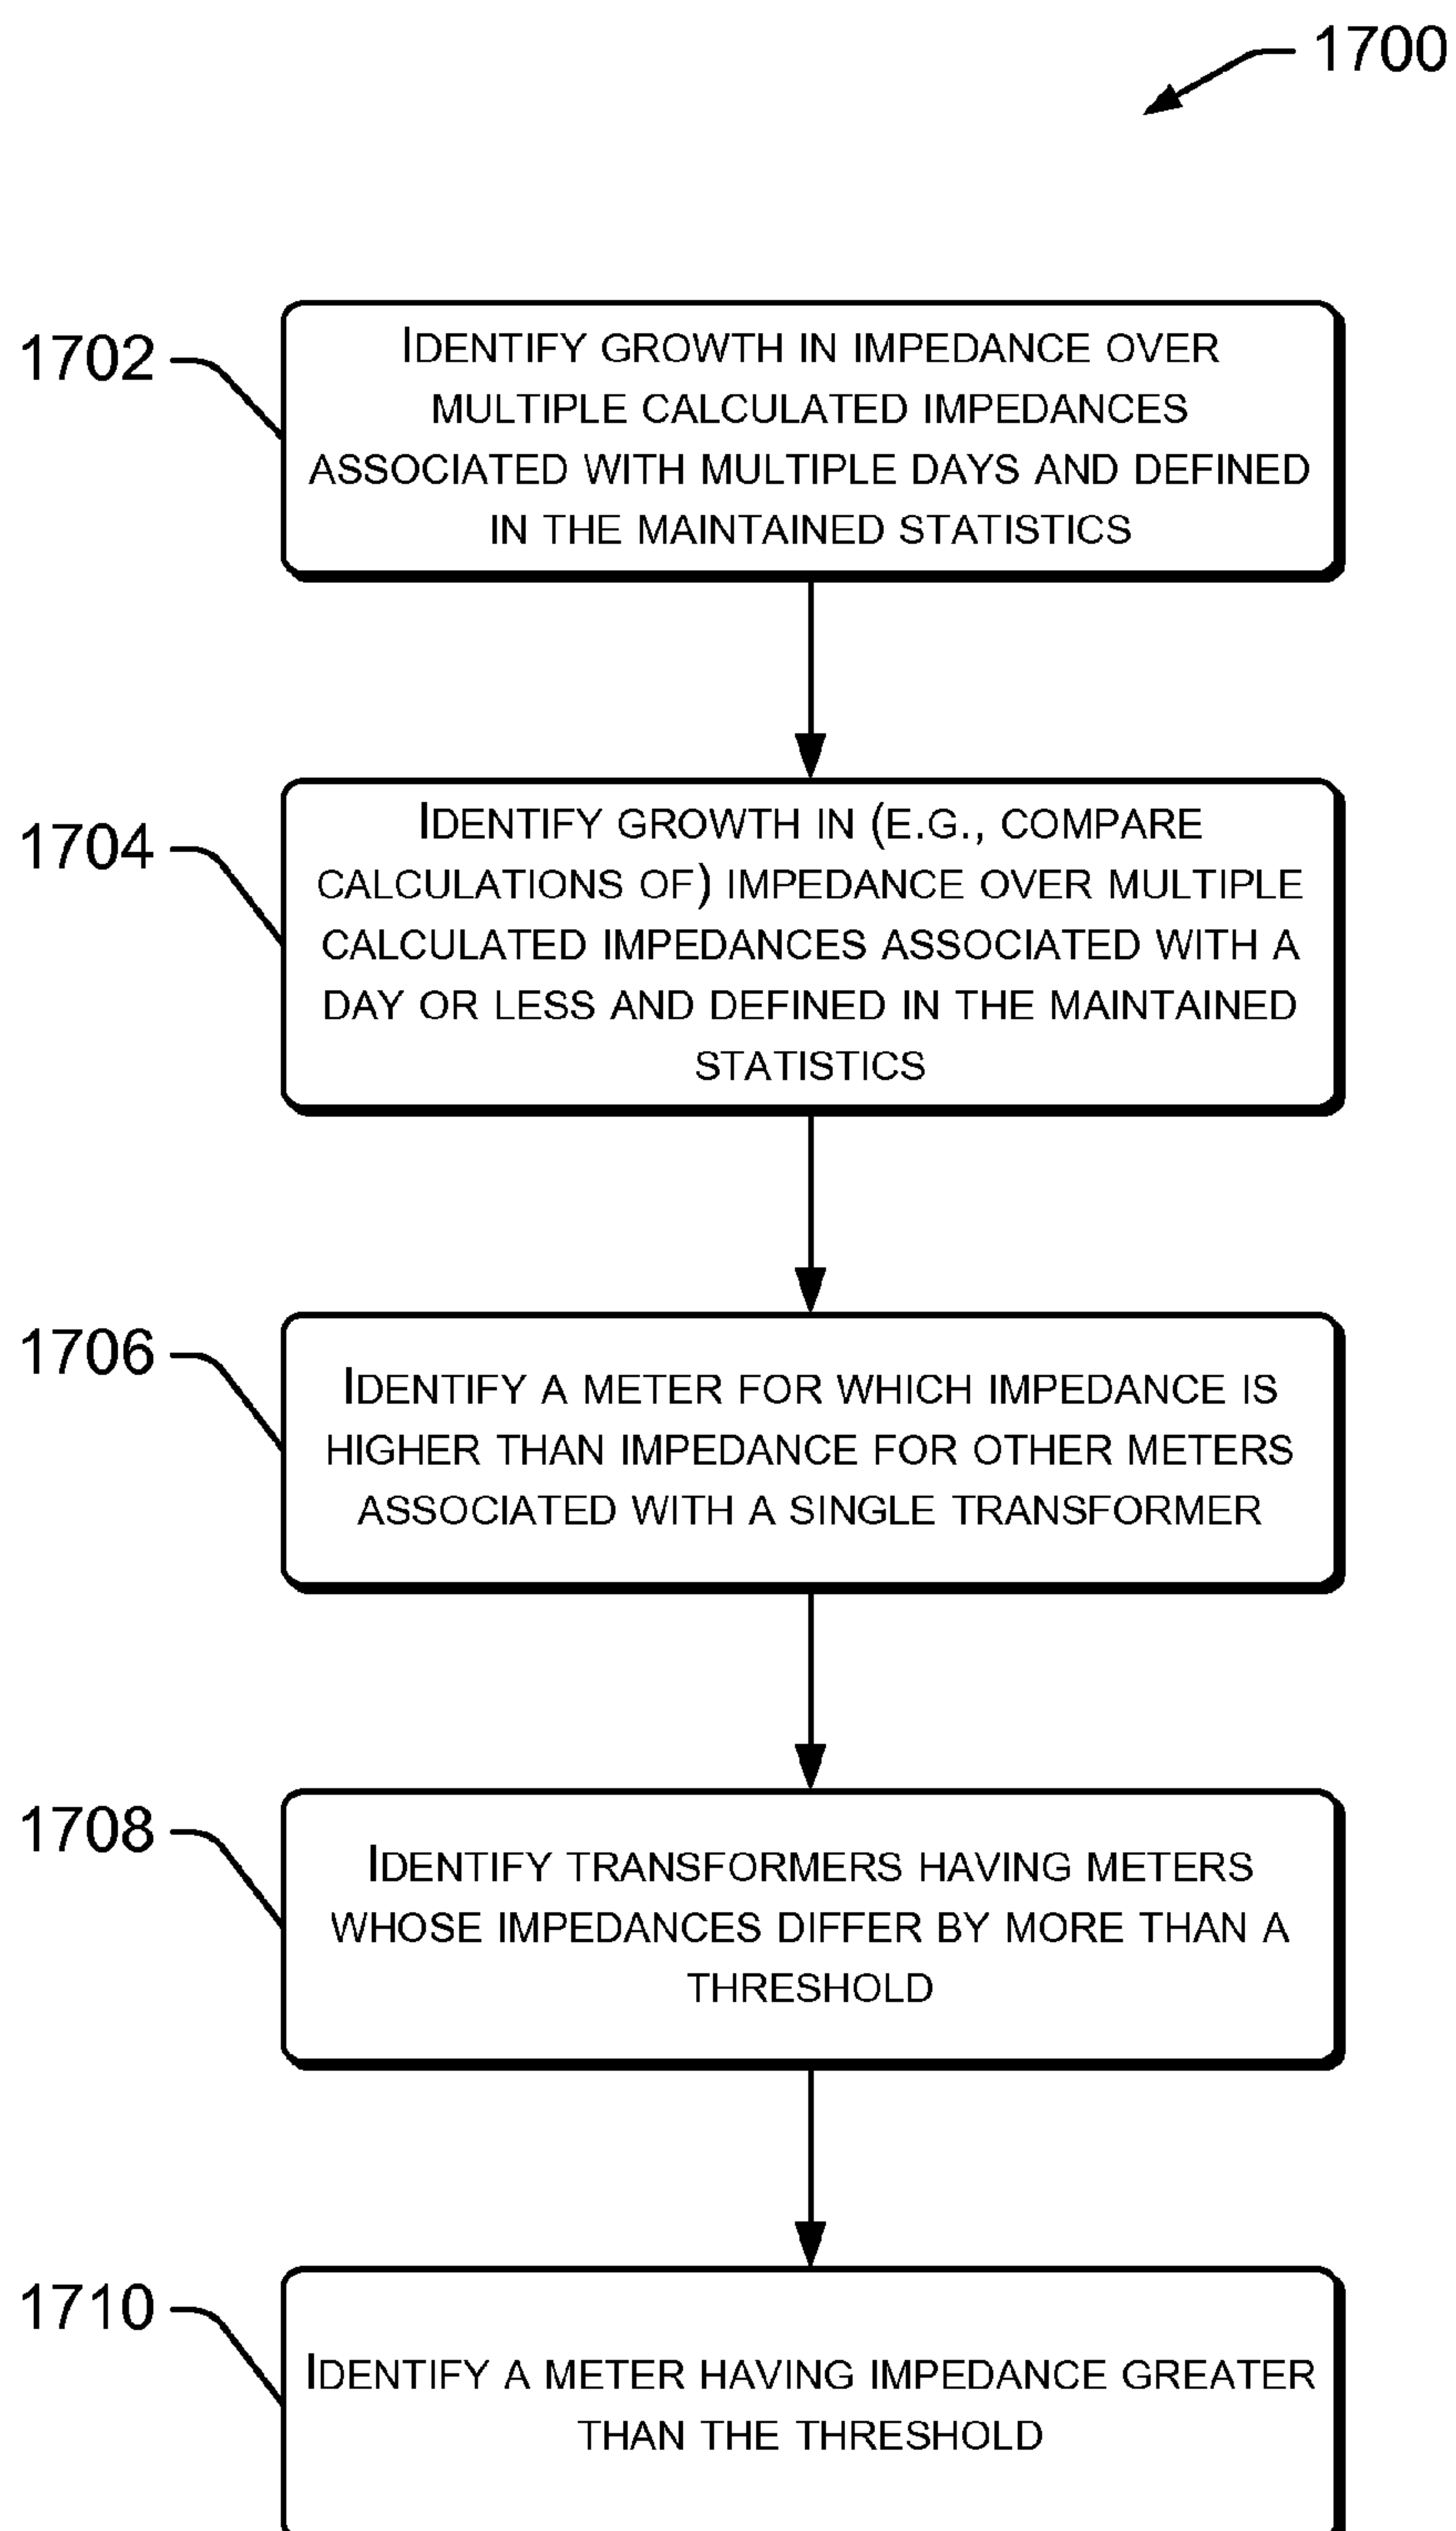 1700
1702
IDENTIFY GROWTH IN IMPEDANCE OVER
MULTIPLE CALCULATED IMPEDANCES
ASSOCIATED WITH MULTIPLE DAYS AND DEFINED
IN THE MAINTAINED STATISTICS
1704
IDENTIFY GROWTH IN (E.G., COMPARE
CALCULATIONS OF) IMPEDANCE OVER MULTIPLE
CALCULATED IMPEDANCES ASSOCIATED WITH A
DAY OR LESS AND DEFINED IN THE MAINTAINED
STATISTICS
1706
IDENTIFY A METER FOR WHICH IMPEDANCE IS
HIGHER THAN IMPEDANCE FOR OTHER METERS
ASSOCIATED WITH A SINGLE TRANSFORMER
1708
IDENTIFY TRANSFORMERS HAVING METERS
WHOSE IMPEDANCES DIFFER BY MORE THAN A
THRESHOLD
1710
IDENTIFY A METER HAVING IMPEDANCE GREATER
THAN THE THRESHOLD